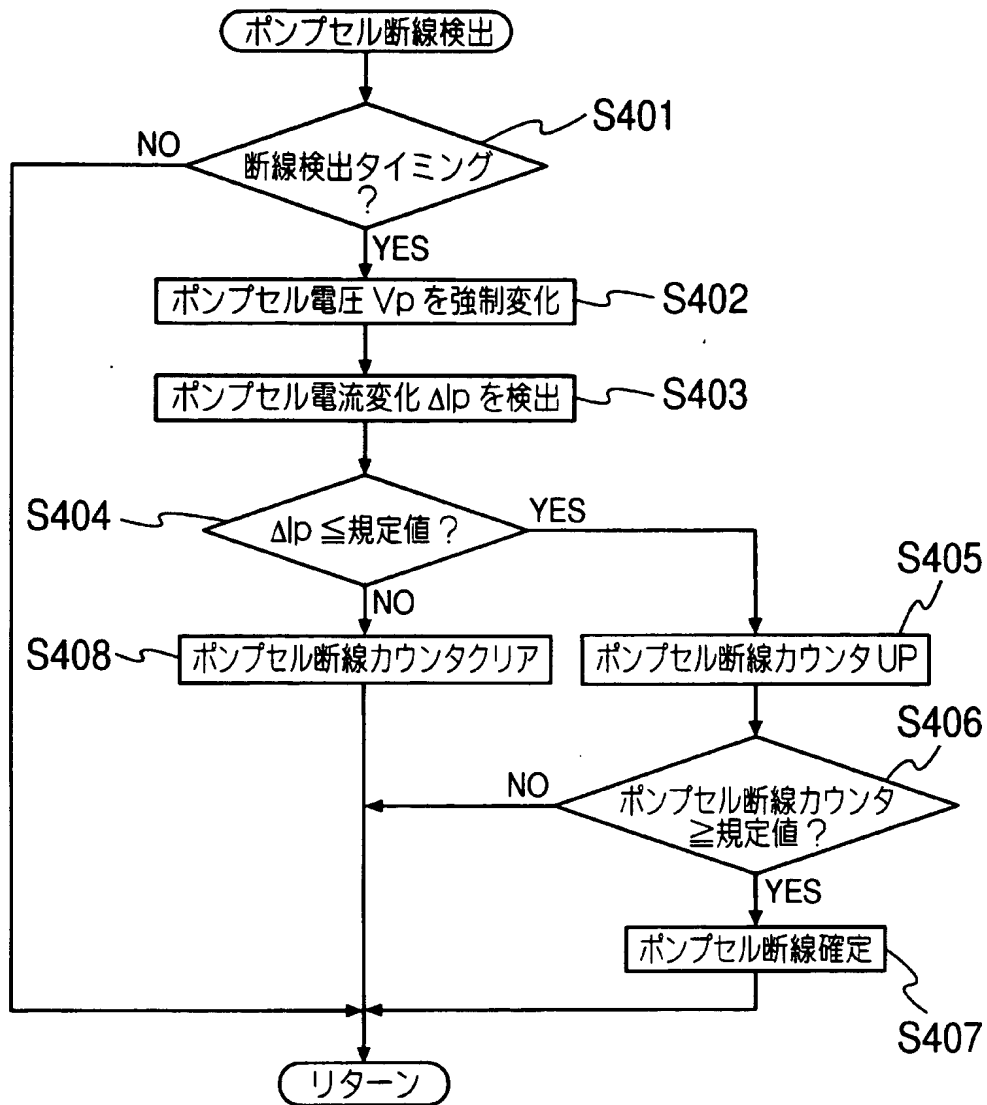 ポンプセル断線検出
S401
NO
断線検出タイミング
?
YES
ポンプセル電圧 Vp を強制変化
S402
ポンプセル電流変化 ΔIp を検出
S403
S404
ΔIp ≦規定値?
YES
NO
S405
S408
ポンプセル断線カウンタクリア
ポンプセル断線カウンタ UP
S406
NO
ポンプセル断線カウンタ
≧規定値?
YES
ポンプセル断線確定
S407
リターン